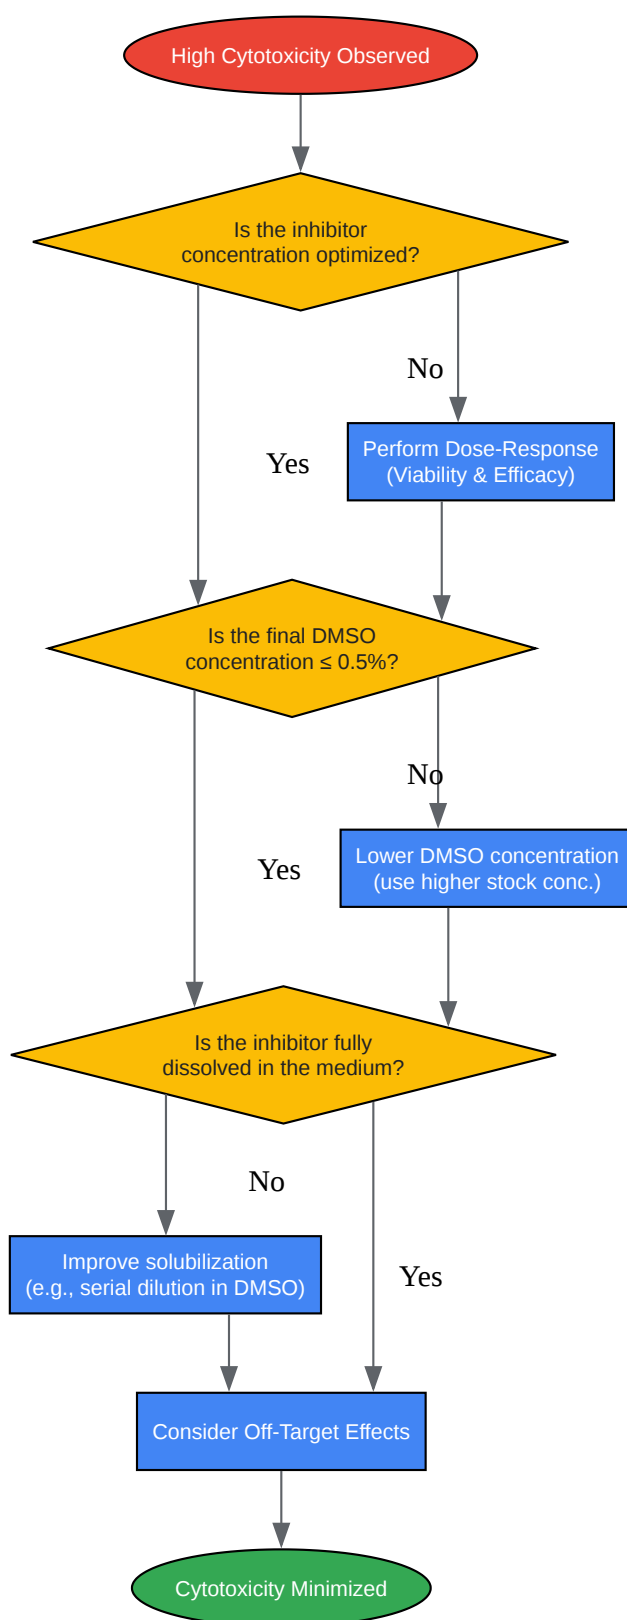 High Cytotoxicity Observed
Is the inhibitor
concentration optimized?
No
Yes
Perform Dose-Response
(Viability & Efficacy)
Is the final DMSO
concentration ≤ 0.5%?
No
Yes
Lower DMSO concentration
(use higher stock conc.)
Is the inhibitor fully
dissolved in the medium?
No
Yes
Improve solubilization
(e.g., serial dilution in DMSO)
Consider Off-Target Effects
Cytotoxicity Minimized